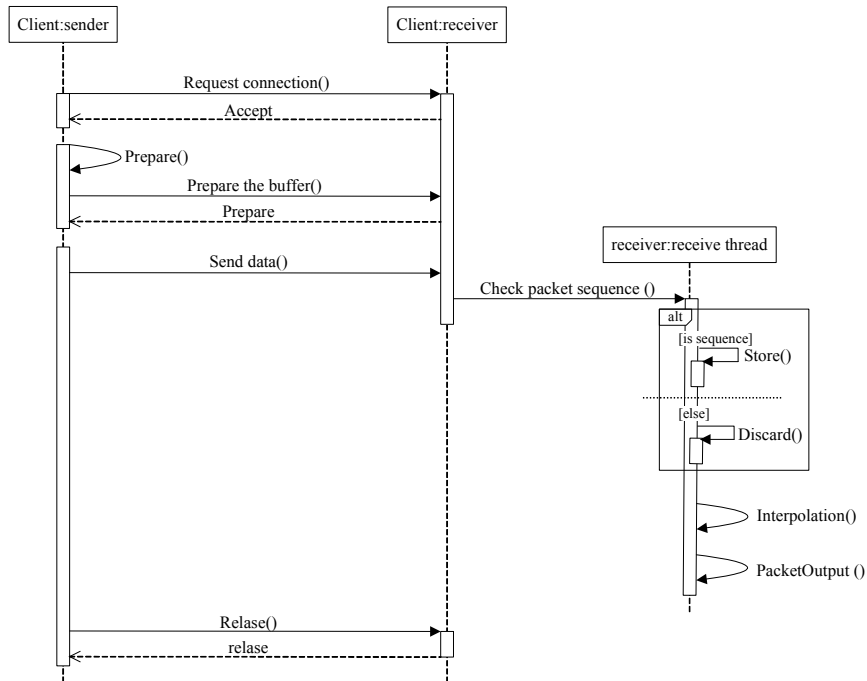 Client:sender
Client:receiver
Request connection()
Accept
Prepare()
Prepare the buffer()
Prepare
receiver:receive thread
Send data()
Check packet sequence ()
alt
[is sequence]
Store()
[else]
Discard()
Interpolation()
PacketOutput ()
Relase()
relase